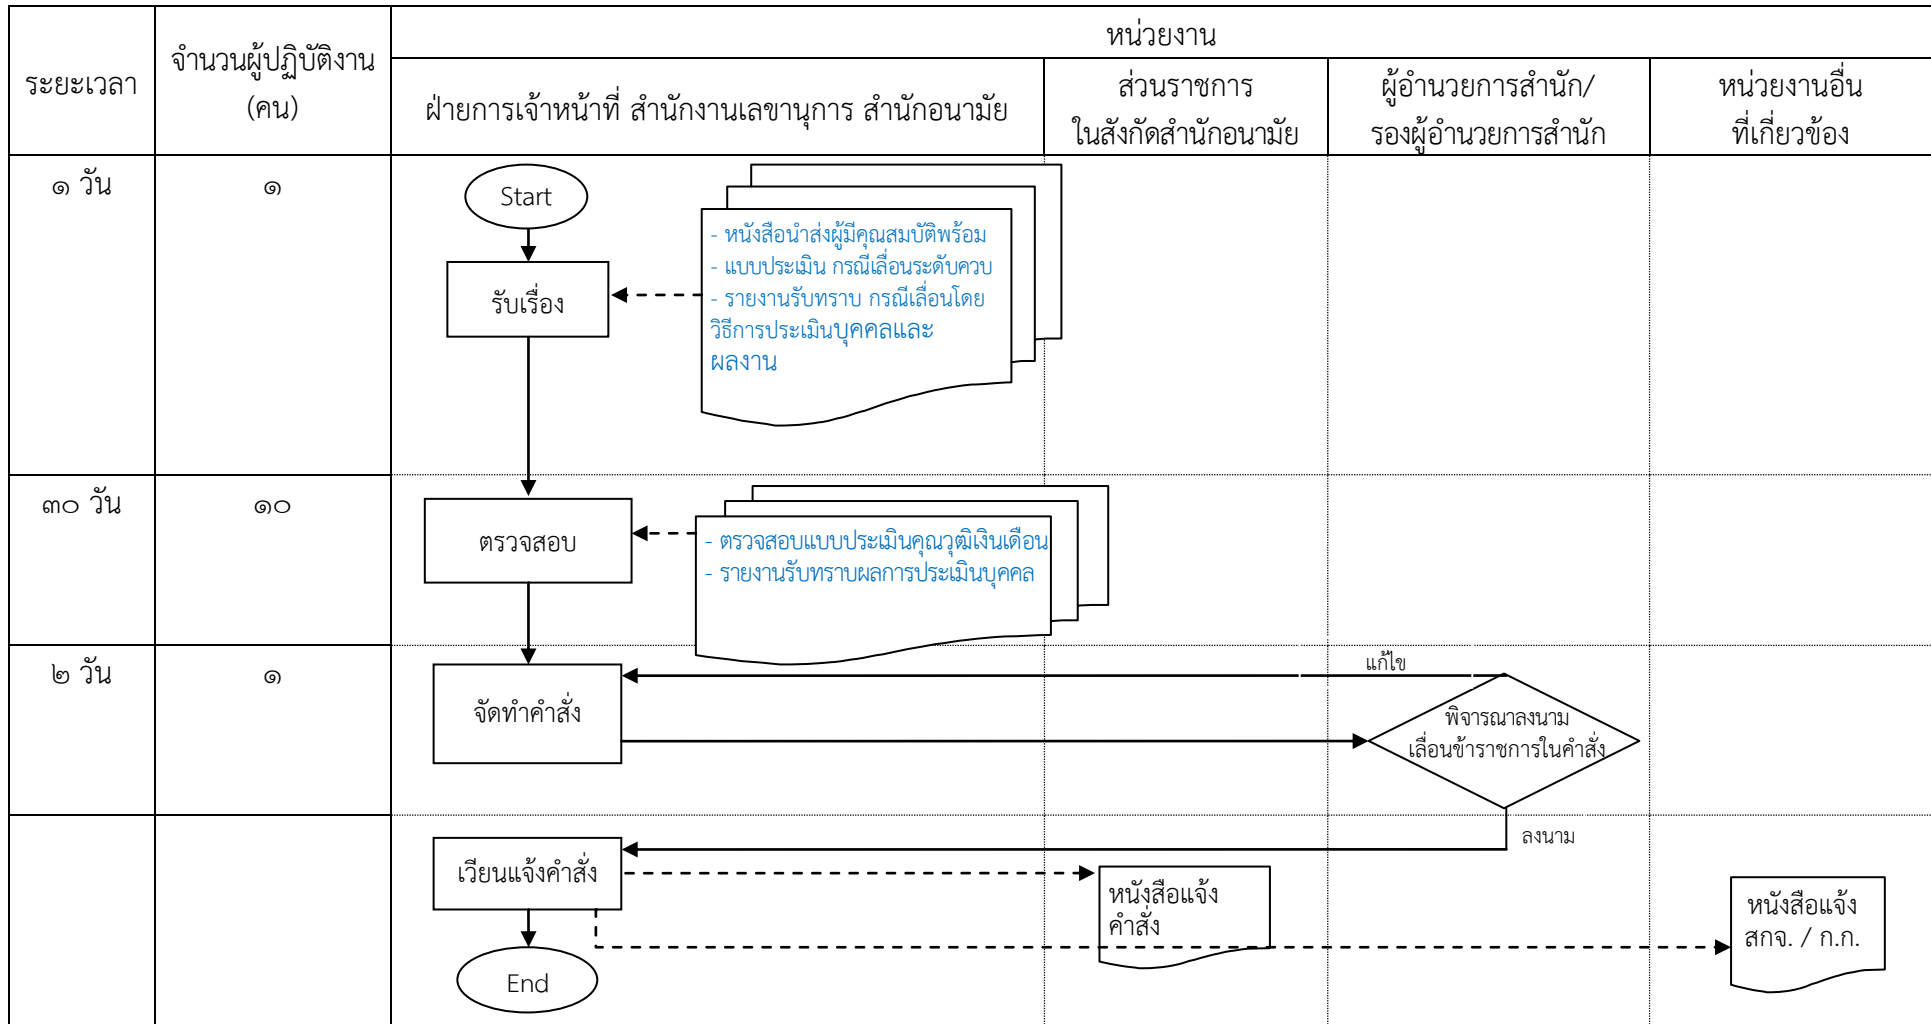 ระยะเวลา
จำนวนผู้ปฏิบัติงาน
(คน)
หน่วยงาน
ฝ่ายการเจ้าหน้าที่ สำนักงานเลขานุการ สำนักอนามัย
ส่วนราชการ
ในสังกัดสำนักอนามัย
ผู้อำนวยการสำนัก/
รองผู้อำนวยการสำนัก
หน่วยงานอื่น
ที่เกี่ยวข้อง
๑ วัน
๑
Start
รับเรื่อง
- หนังสือนำส่งผู้มีคุณสมบัติพร้อม
- แบบประเมิน กรณีเลื่อนระดับควบ
- รายงานรับทราบ กรณีเลื่อนโดย
วิธีการประเมินบุคคลและ
ผลงาน
๓๐ วัน
๑๐
ตรวจสอบ
- ตรวจสอบแบบประเมินคุณวุฒิเงินเดือน
- รายงานรับทราบผลการประเมินบุคคล
๒ วัน
๑
จัดทำคำสั่ง
แก้ไข
พิจารณาลงนาม
เลื่อนข้าราชการในคำสั่ง
ลงนาม
เวียนแจ้งคำสั่ง
หนังสือแจ้ง
คำสั่ง
หนังสือแจ้ง
สกจ. / ก.ก.
End